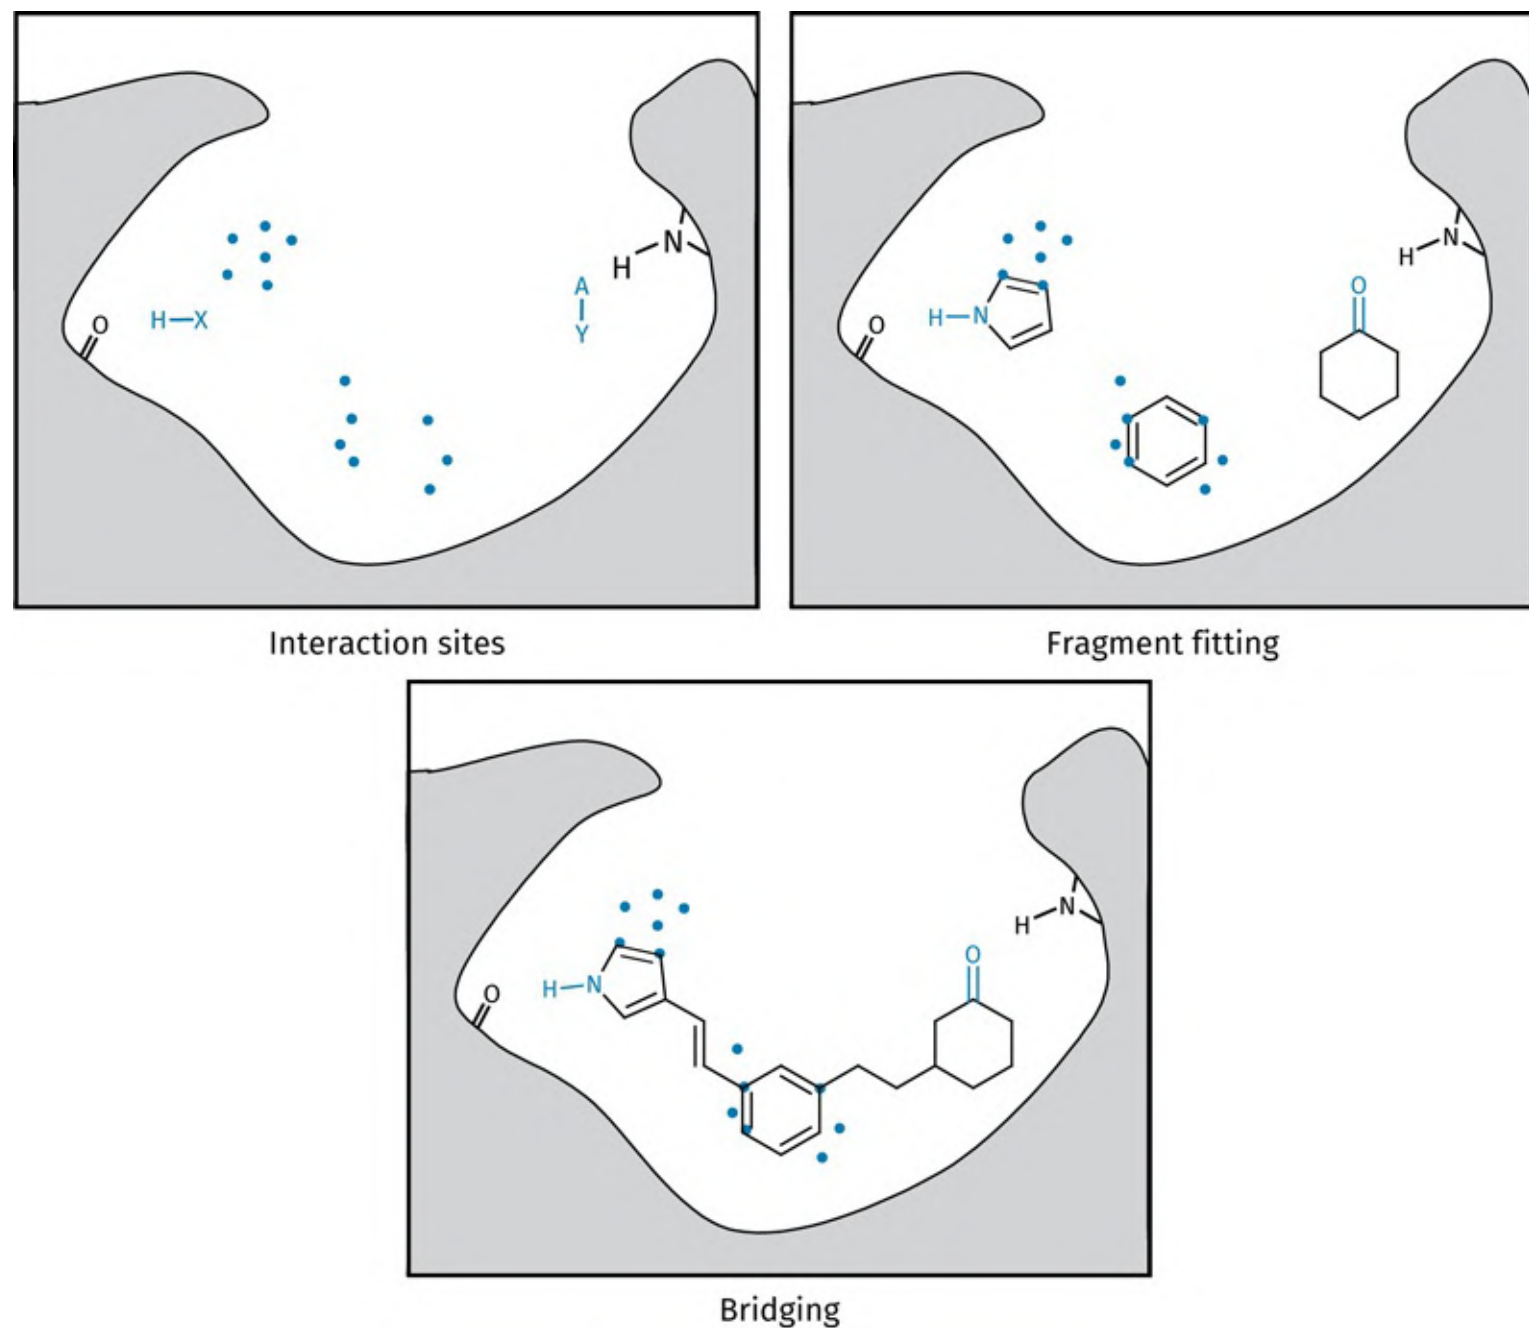 N
H
A
Y
O
H–X
Interaction sites
N
H
O
O
H–N
Fragment fitting
N
H
O
O
H–N
Bridging